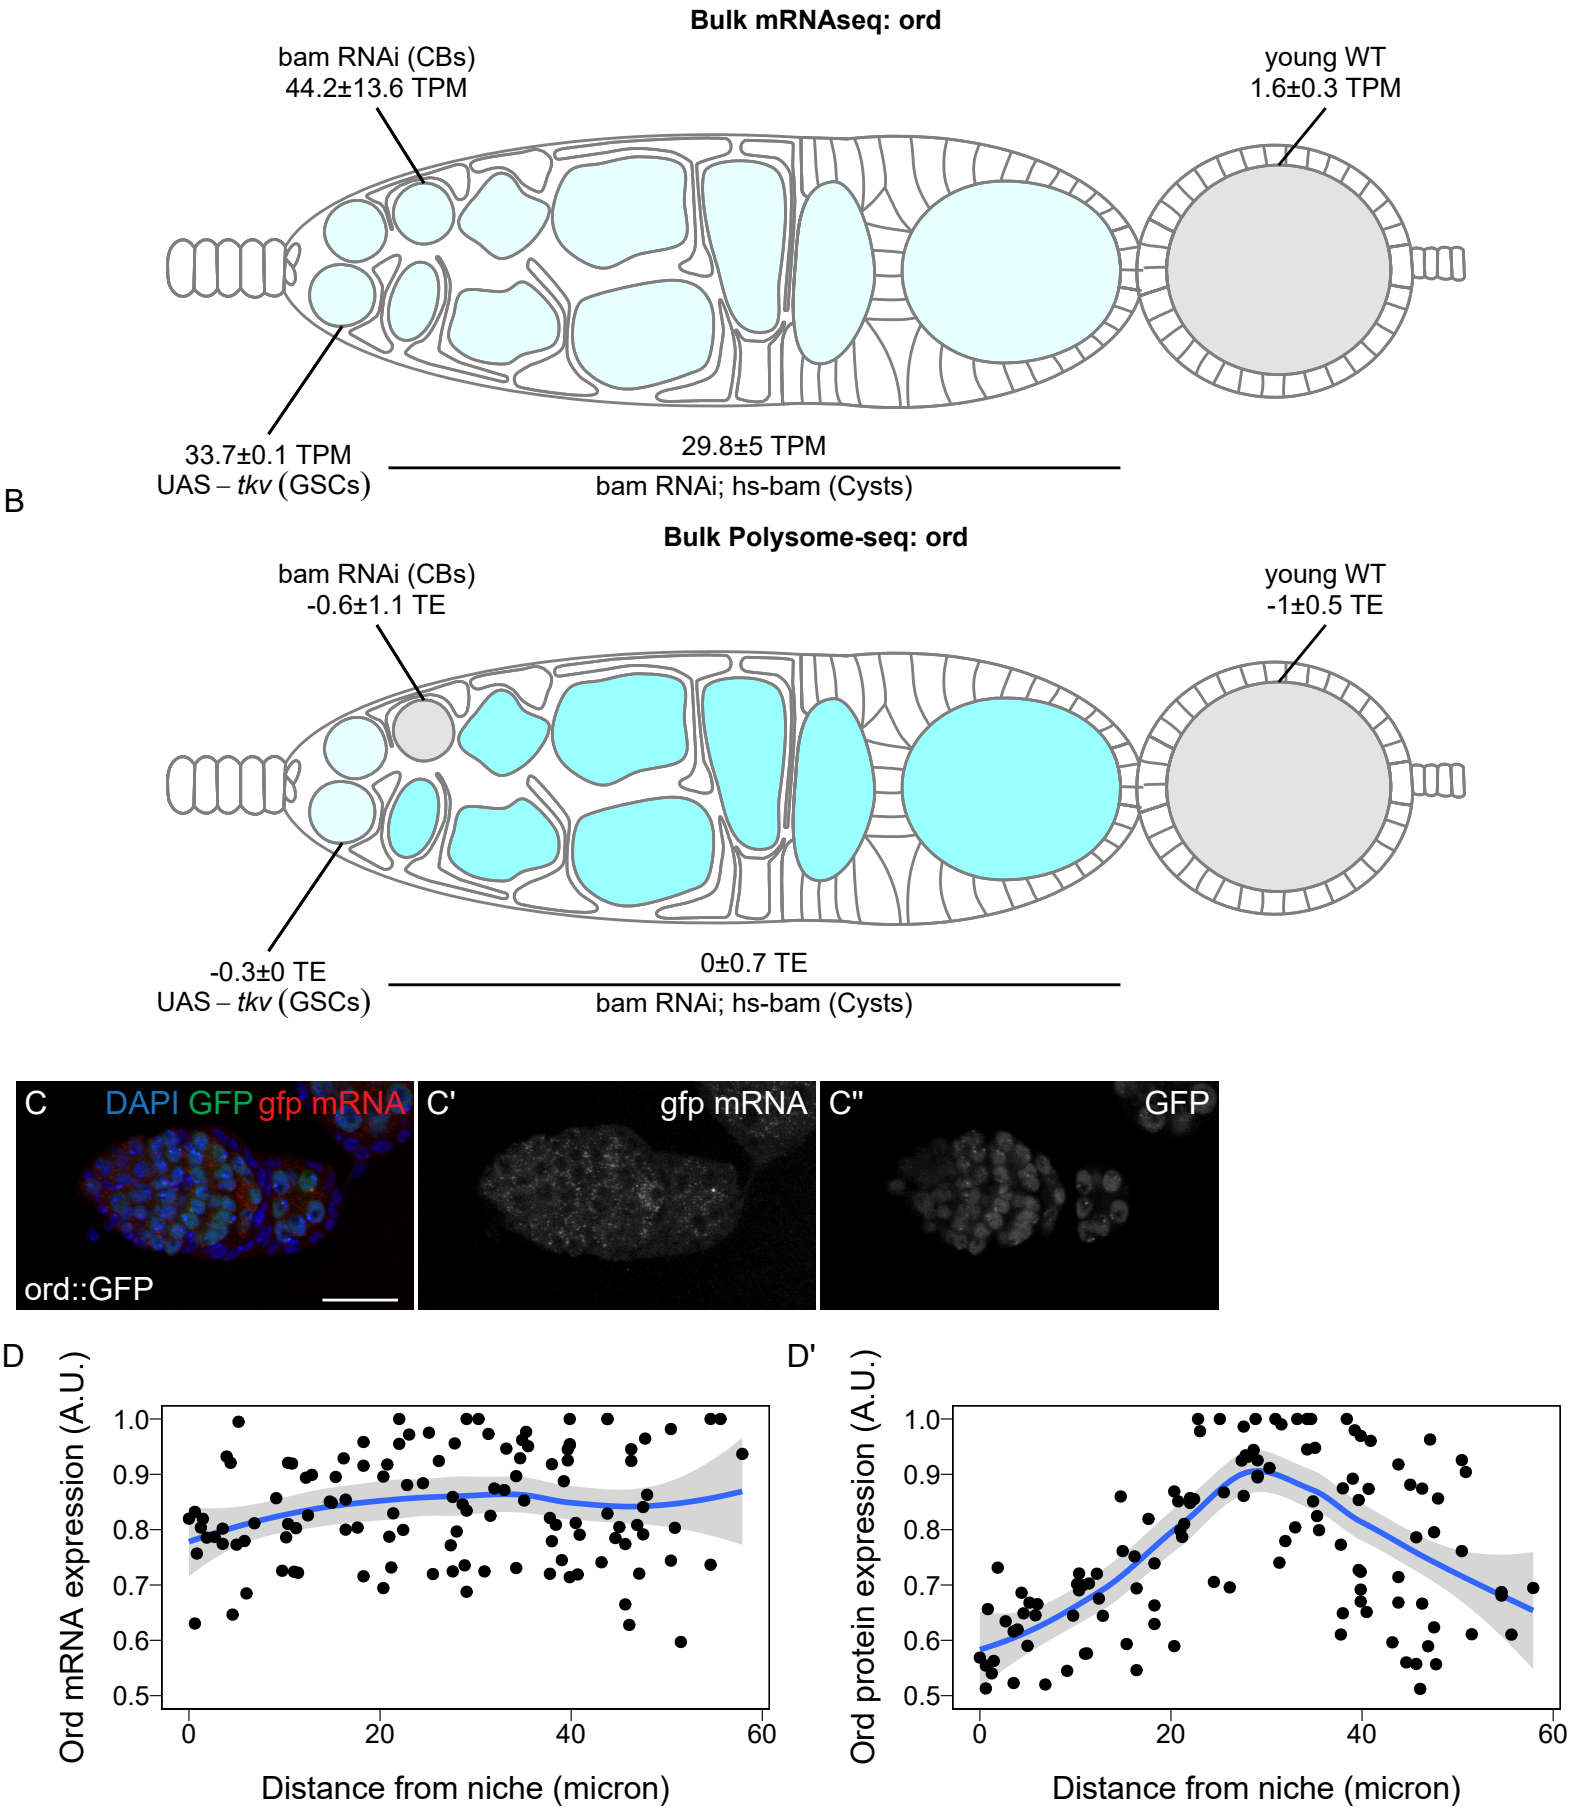 Bulk mRNAseq: ord
bam RNAi (CBs)
44.2±13.6 TPM
young WT
1.6±0.3 TPM
33.7±0.1 TPM
UAS – tkv (GSCs)
29.8±5 TPM
bam RNAi; hs-bam (Cysts)
B
Bulk Polysome-seq: ord
bam RNAi (CBs)
-0.6±1.1 TE
young WT
-1±0.5 TE
-0.3±0 TE
UAS – tkv (GSCs)
0±0.7 TE
bam RNAi; hs-bam (Cysts)
C
DAPI GFP gfp mRNA
ord::GFP
C'
gfp mRNA
C''
GFP
D
Ord mRNA expression (A.U.)
1.0
0.9
0.8
0.7
0.6
0.5
0 20 40 60
Distance from niche (micron)
D'
Ord protein expression (A.U.)
1.0
0.9
0.8
0.7
0.6
0.5
0 20 40 60
Distance from niche (micron)